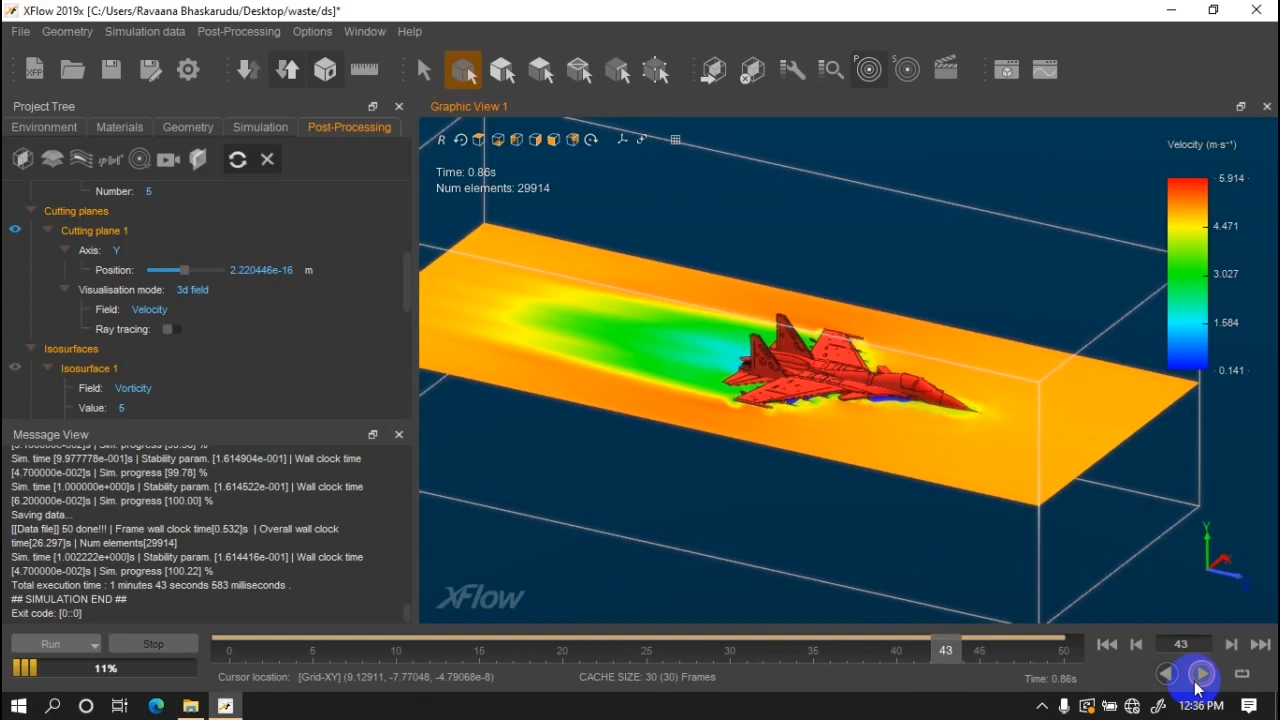 XFlow 2019x [C:/Users/Ravaana Bhaskarudu/Desktop/waste/ds]*
File Geometry Simulation data Post-Processing Options Window Help
XFP
P
S
Project Tree
Graphic View 1
Environment Materials Geometry Simulation Post-Processing
R
Number: 5
Cutting planes
Cutting plane 1
Axis: Y
Position: 2.220446e-16 m
Visualisation mode: 3d field
Field: Velocity
Ray tracing:
Isosurfaces
Isosurface 1
Field: Vorticity
Value: 5
Time: 0.86s
Num elements: 29914
Velocity (m·s⁻¹)
5.914
4.471
3.027
1.584
0.141
Message View
Sim. time [9.977778e-001]s | Stability param. [1.614904e-001] | Wall clock time
[4.700000e-002]s | Sim. progress [99.78] %
Sim. time [1.000000e+000]s | Stability param. [1.614522e-001] | Wall clock time
[6.200000e-002]s | Sim. progress [100.00] %
Saving data...
[[Data file]] 50 done!!! | Frame wall clock time[0.532]s | Overall wall clock
time[26.297]s | Num elements[29914]
Sim. time [1.002222e+000]s | Stability param. [1.614416e-001] | Wall clock time
[4.700000e-002]s | Sim. progress [100.22] %
Total execution time : 1 minutes 43 seconds 583 milliseconds .
## SIMULATION END ##
Exit code: [0::0]
XFlow
Y
X
Run Stop
11%
0 5 10 15 20 25 30 35 40 43 45 50
43
Cursor location: [Grid-XY] (9.12911, -7.77048, -4.79068e-8)
CACHE SIZE: 30 (30) Frames
Time: 0.86s
12:36 PM